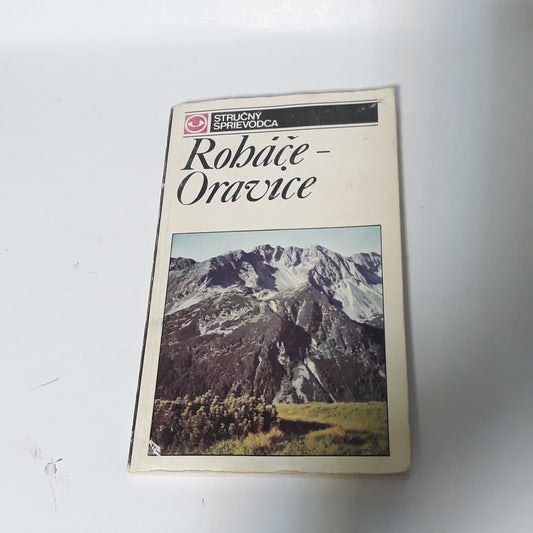 STRUČNÝ
SPRIEVODCA
Roháče –
Oravice